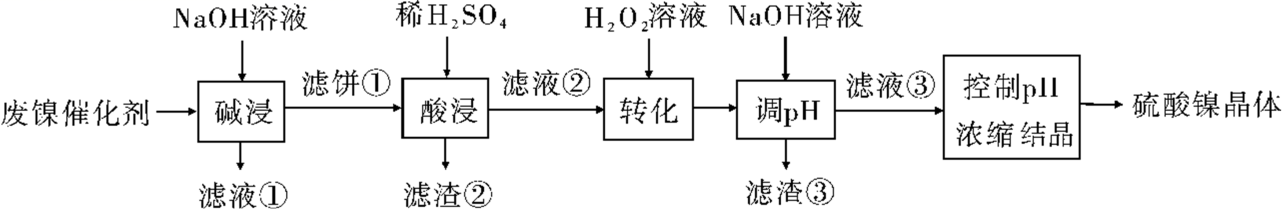 NaOH溶液 稀H₂SO₄ H₂O₂溶液 NaOH溶液
废镍催化剂 碱浸 滤饼① 酸浸 滤液② 转化 调pH 滤液③ 控制pH 浓缩结晶 硫酸镍晶体
滤液① 滤渣② 滤渣③